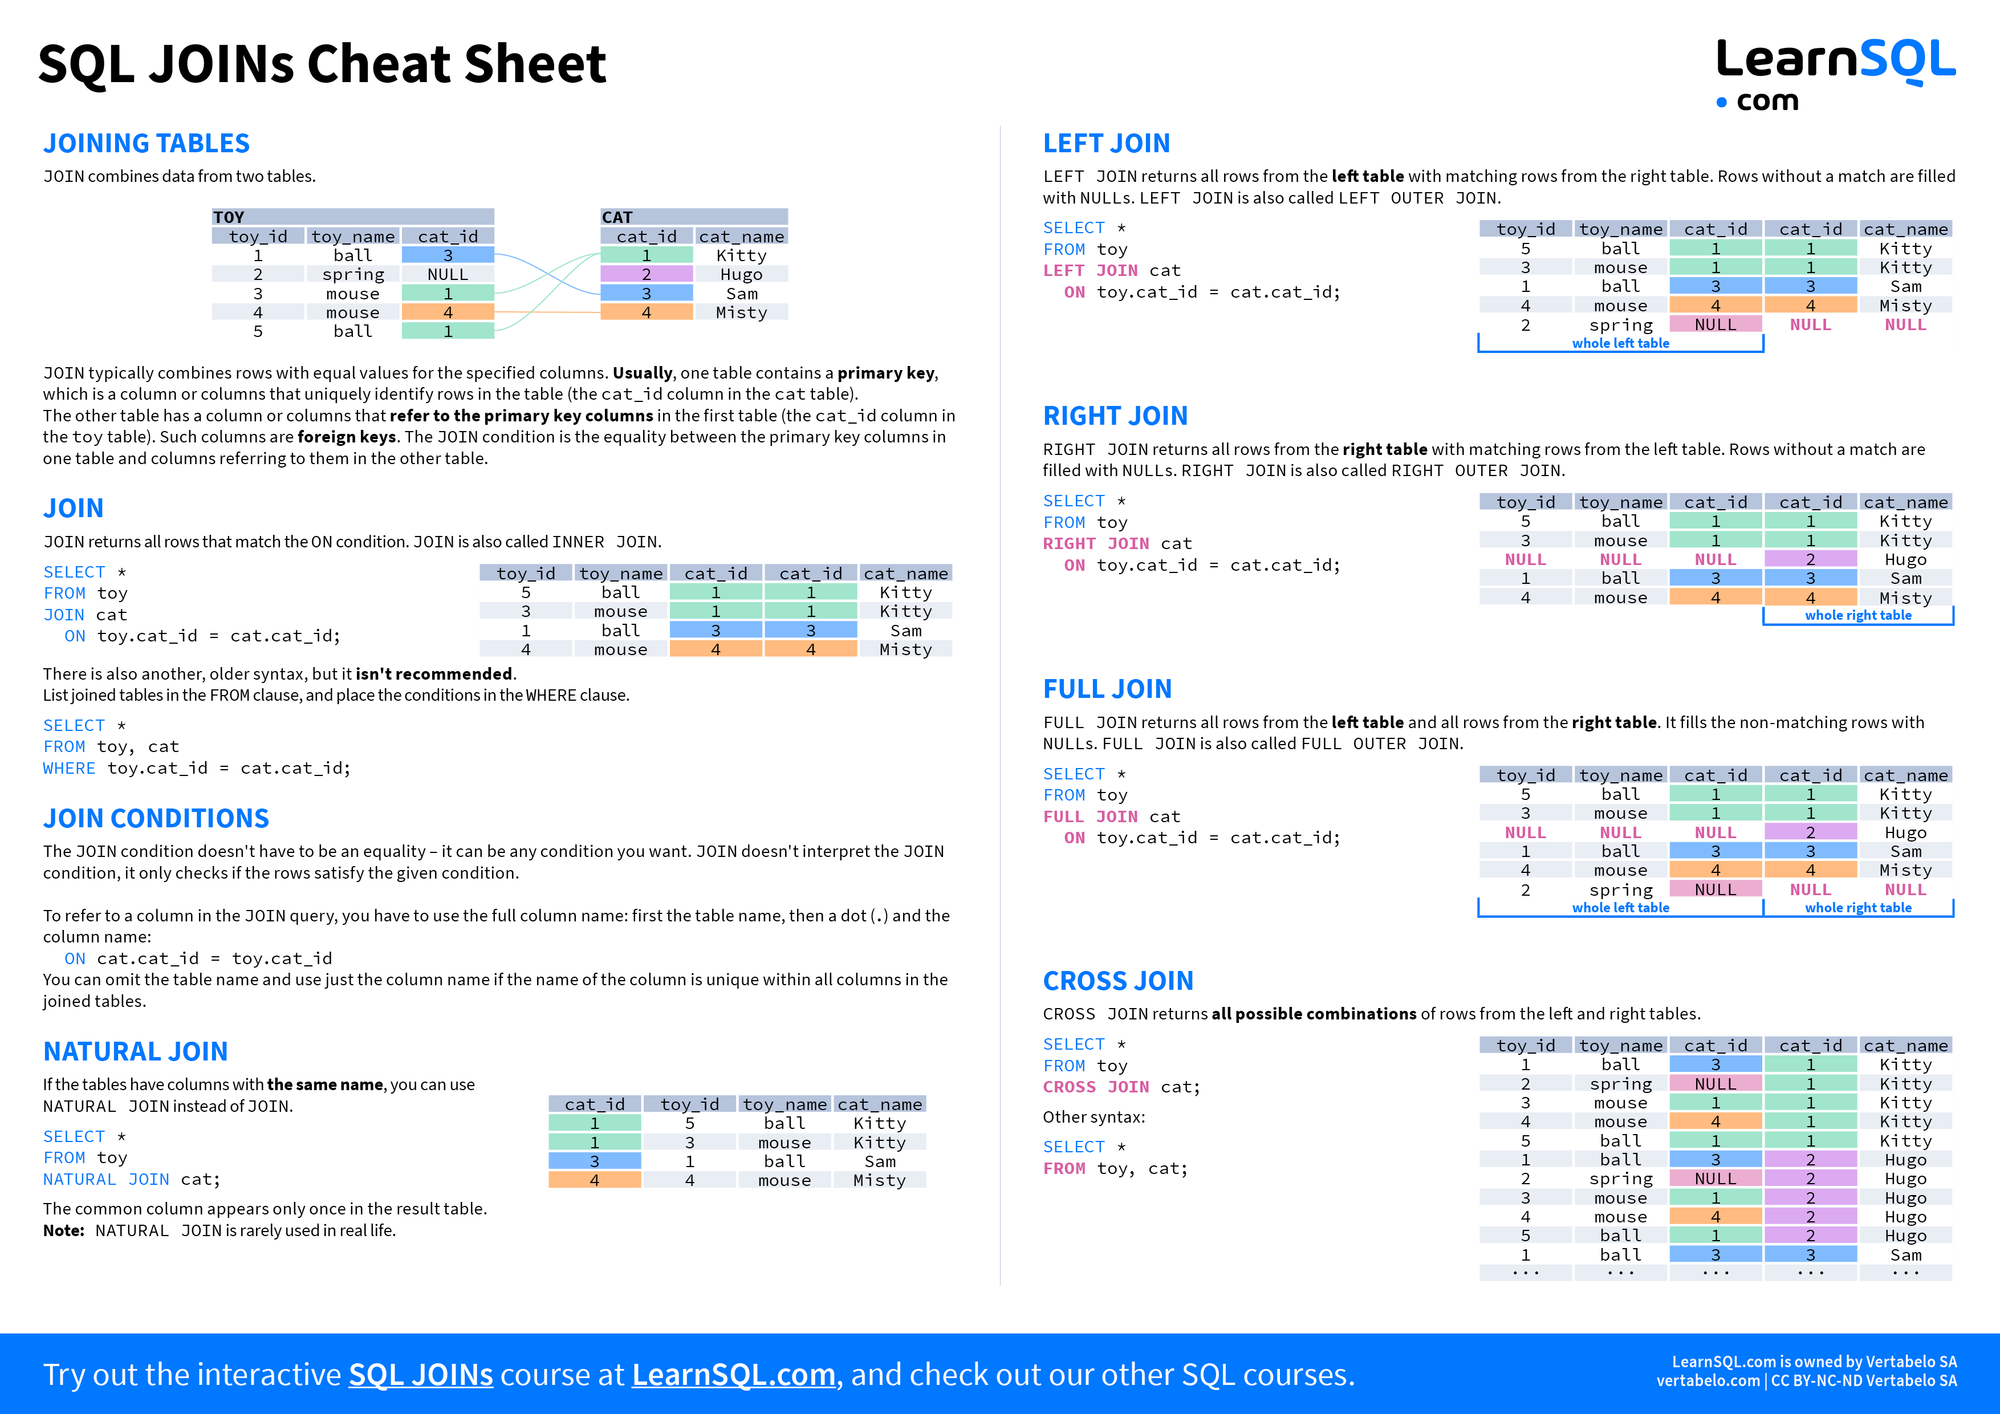 SQL JOINs Cheat Sheet
LearnSQL
• com
JOINING TABLES
JOIN combines data from two tables.
TOY
toy_id toy_name cat_id
1 ball 3
2 spring NULL
3 mouse 1
4 mouse 4
5 ball 1
CAT
cat_id cat_name
1 Kitty
2 Hugo
3 Sam
4 Misty
JOIN typically combines rows with equal values for the specified columns. Usually, one table contains a primary key,
which is a column or columns that uniquely identify rows in the table (the cat_id column in the cat table).
The other table has a column or columns that refer to the primary key columns in the first table (the cat_id column in
the toy table). Such columns are foreign keys. The JOIN condition is the equality between the primary key columns in
one table and columns referring to them in the other table.
JOIN
JOIN returns all rows that match the ON condition. JOIN is also called INNER JOIN.
SELECT *
FROM toy
JOIN cat
ON toy.cat_id = cat.cat_id;
toy_id toy_name cat_id cat_id cat_name
5 ball 1 1 Kitty
3 mouse 1 1 Kitty
1 ball 3 3 Sam
4 mouse 4 4 Misty
There is also another, older syntax, but it isn't recommended.
List joined tables in the FROM clause, and place the conditions in the WHERE clause.
SELECT *
FROM toy, cat
WHERE toy.cat_id = cat.cat_id;
JOIN CONDITIONS
The JOIN condition doesn't have to be an equality – it can be any condition you want. JOIN doesn't interpret the JOIN
condition, it only checks if the rows satisfy the given condition.
To refer to a column in the JOIN query, you have to use the full column name: first the table name, then a dot (.) and the
column name:
ON cat.cat_id = toy.cat_id
You can omit the table name and use just the column name if the name of the column is unique within all columns in the
joined tables.
NATURAL JOIN
If the tables have columns with the same name, you can use
NATURAL JOIN instead of JOIN.
SELECT *
FROM toy
NATURAL JOIN cat;
cat_id toy_id toy_name cat_name
1 5 ball Kitty
1 3 mouse Kitty
3 1 ball Sam
4 4 mouse Misty
The common column appears only once in the result table.
Note: NATURAL JOIN is rarely used in real life.
LEFT JOIN
LEFT JOIN returns all rows from the left table with matching rows from the right table. Rows without a match are filled
with NULLs. LEFT JOIN is also called LEFT OUTER JOIN.
SELECT *
FROM toy
LEFT JOIN cat
ON toy.cat_id = cat.cat_id;
toy_id toy_name cat_id cat_id cat_name
5 ball 1 1 Kitty
3 mouse 1 1 Kitty
1 ball 3 3 Sam
4 mouse 4 4 Misty
2 spring NULL NULL NULL
whole left table
RIGHT JOIN
RIGHT JOIN returns all rows from the right table with matching rows from the left table. Rows without a match are
filled with NULLs. RIGHT JOIN is also called RIGHT OUTER JOIN.
SELECT *
FROM toy
RIGHT JOIN cat
ON toy.cat_id = cat.cat_id;
toy_id toy_name cat_id cat_id cat_name
5 ball 1 1 Kitty
3 mouse 1 1 Kitty
NULL NULL NULL 2 Hugo
1 ball 3 3 Sam
4 mouse 4 4 Misty
whole right table
FULL JOIN
FULL JOIN returns all rows from the left table and all rows from the right table. It fills the non-matching rows with
NULLs. FULL JOIN is also called FULL OUTER JOIN.
SELECT *
FROM toy
FULL JOIN cat
ON toy.cat_id = cat.cat_id;
toy_id toy_name cat_id cat_id cat_name
5 ball 1 1 Kitty
3 mouse 1 1 Kitty
NULL NULL NULL 2 Hugo
1 ball 3 3 Sam
4 mouse 4 4 Misty
2 spring NULL NULL NULL
whole left table whole right table
CROSS JOIN
CROSS JOIN returns all possible combinations of rows from the left and right tables.
SELECT *
FROM toy
CROSS JOIN cat;
Other syntax:
SELECT *
FROM toy, cat;
toy_id toy_name cat_id cat_id cat_name
1 ball 3 1 Kitty
2 spring NULL 1 Kitty
3 mouse 1 1 Kitty
4 mouse 4 1 Kitty
5 ball 1 1 Kitty
1 ball 3 2 Hugo
2 spring NULL 2 Hugo
3 mouse 1 2 Hugo
4 mouse 4 2 Hugo
5 ball 1 2 Hugo
1 ball 3 3 Sam
··· ··· ··· ··· ···
Try out the interactive SQL JOINs course at LearnSQL.com, and check out our other SQL courses.
LearnSQL.com is owned by Vertabelo SA
vertabelo.com | CC BY-NC-ND Vertabelo SA